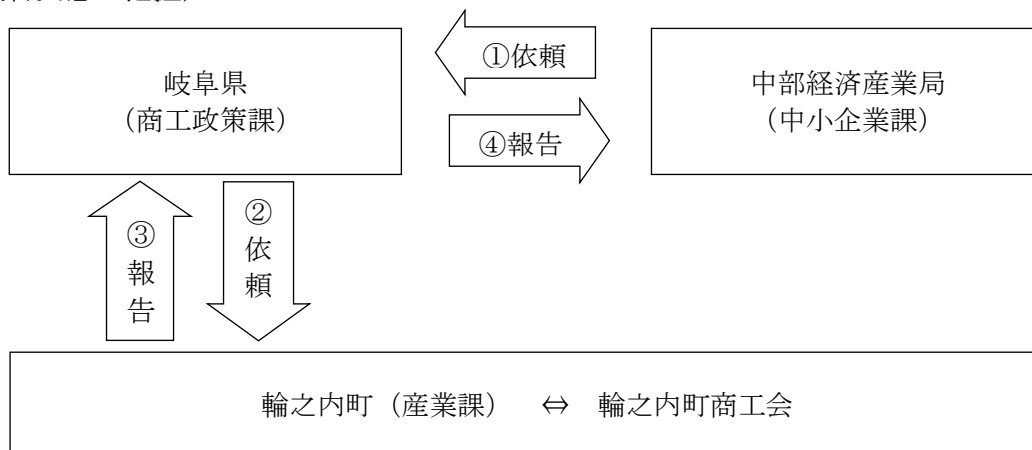 ①依頼
岐阜県
（商工政策課）
中部経済産業局
（中小企業課）
④報告
③報告
②依頼
輪之内町（産業課） ⇔ 輪之内町商工会